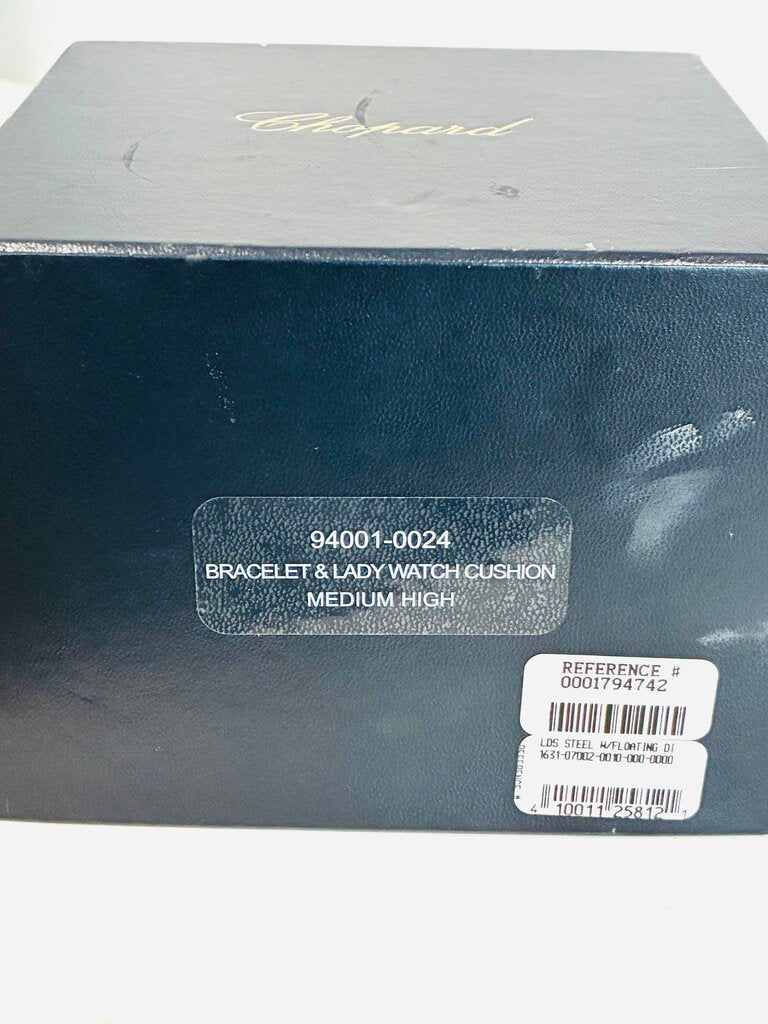 Chopard
94001-0024
BRACELET & LADY WATCH CUSHION
MEDIUM HIGH
REFERENCE #
0001794742
LDS STEEL W/FLOATING DI
1631-07002-0010-000-0000
REFERENCE #
4 10011 25812 1